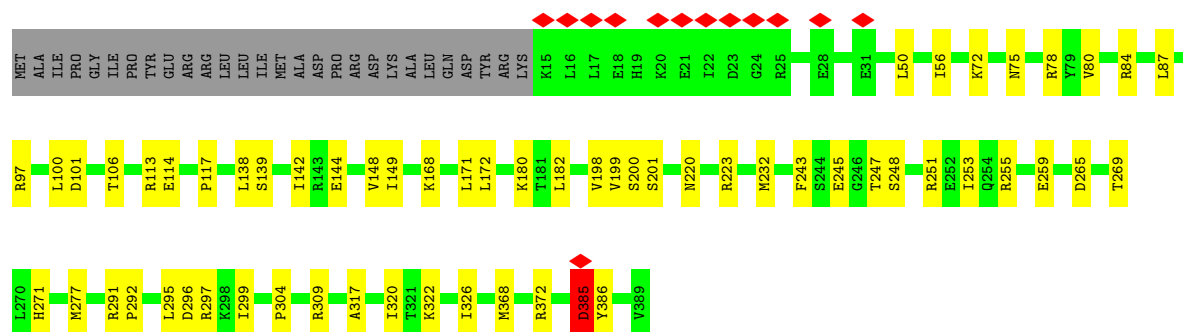 MET ALA ILE PRO GLY ILE PRO TYR GLU ARG ARG LEU LEU ILE MET ALA ASP PRO ARG ASP LYS ALA LEU GLN ASP TYR ARG LYS K15 L16 L17 E18 H19 K20 E21 I22 D23 G24 R25 E28 E31 L50 I56 K72 N75 R78 Y79 V80 R84 L87
R97 L100 D101 T106 R113 E114 P117 L138 S139 I142 R143 E144 V148 I149 K168 L171 L172 K180 T181 L182 V198 V199 S200 S201 N220 R223 M232 F243 S244 E245 G246 T247 S248 R251 E252 I253 Q254 R255 E259 D265 T269
L270 H271 M277 R291 P292 L295 D296 R297 K298 I299 P304 R309 A317 I320 T321 K322 I326 M368 R372 D385 Y386 V389